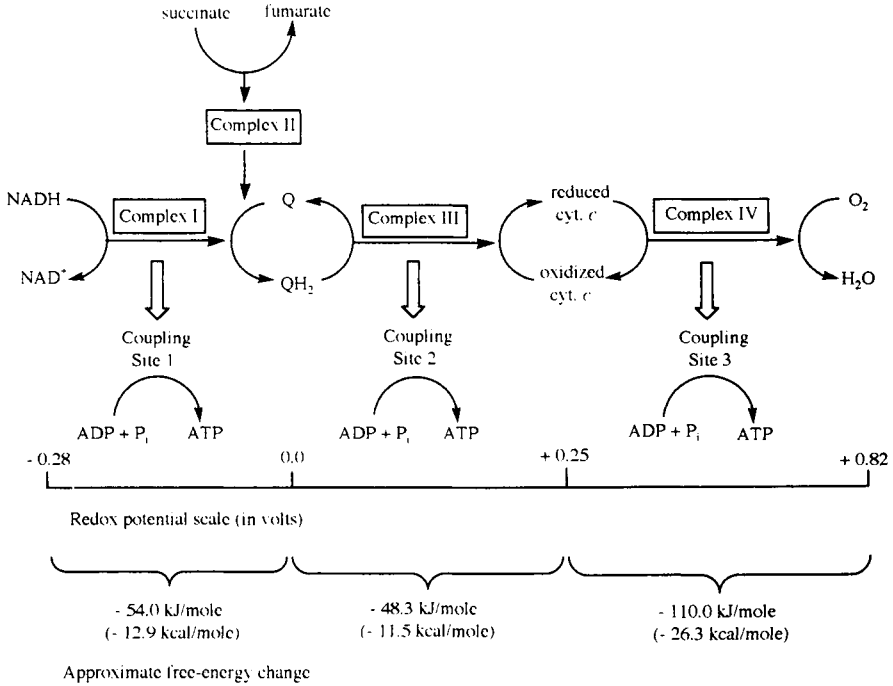 succinate fumarate
Complex II
NADH Complex I Q Complex III reduced cyt. c Complex IV O₂
NAD⁺ QH₂ oxidized cyt. c H₂O
Coupling Site 1 Coupling Site 2 Coupling Site 3
ADP + Pᵢ ATP ADP + Pᵢ ATP ADP + Pᵢ ATP
- 0.28 0.0 + 0.25 + 0.82
Redox potential scale (in volts)
- 54.0 kJ/mole - 48.3 kJ/mole - 110.0 kJ/mole
(- 12.9 kcal/mole) (- 11.5 kcal/mole) (- 26.3 kcal/mole)
Approximate free-energy change